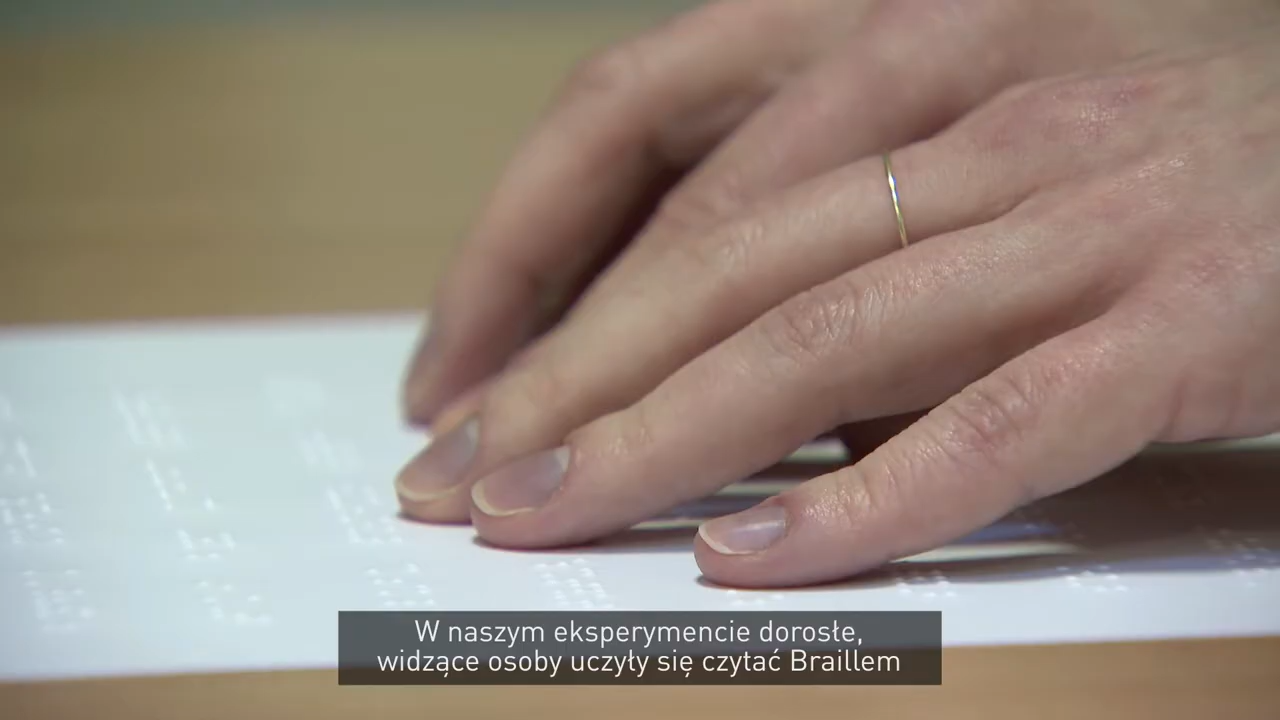 W naszym eksperymencie dorosłe,
widzące osoby uczyły się czytać Braillem